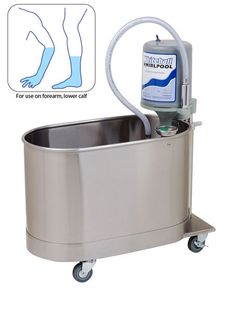 For use on forearm, lower calf
Whitehall
WHIRLPOOL